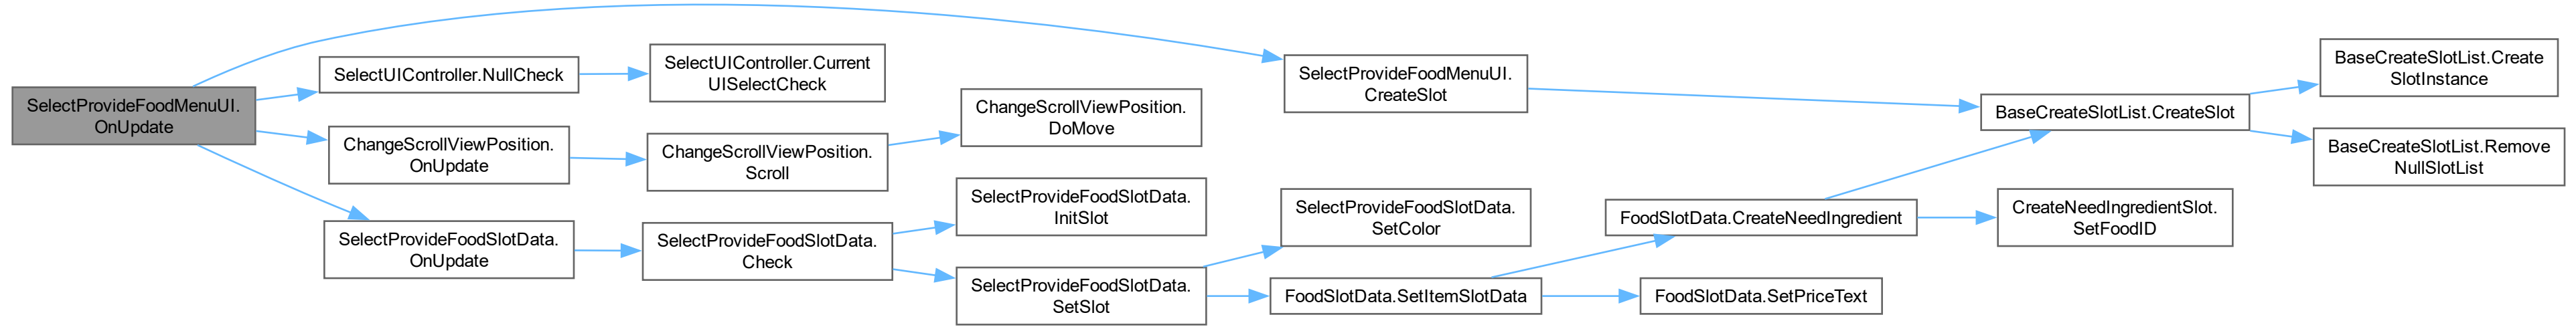 SelectProvideFoodMenuUI.
OnUpdate
SelectUIController.NullCheck
SelectUIController.Current
UISelectCheck
ChangeScrollViewPosition.
OnUpdate
ChangeScrollViewPosition.
Scroll
ChangeScrollViewPosition.
DoMove
SelectProvideFoodSlotData.
OnUpdate
SelectProvideFoodSlotData.
Check
SelectProvideFoodSlotData.
InitSlot
SelectProvideFoodSlotData.
SetSlot
SelectProvideFoodMenuUI.
CreateSlot
SelectProvideFoodSlotData.
SetColor
FoodSlotData.SetItemSlotData
FoodSlotData.CreateNeedIngredient
FoodSlotData.SetPriceText
BaseCreateSlotList.CreateSlot
CreateNeedIngredientSlot.
SetFoodID
BaseCreateSlotList.Create
SlotInstance
BaseCreateSlotList.Remove
NullSlotList